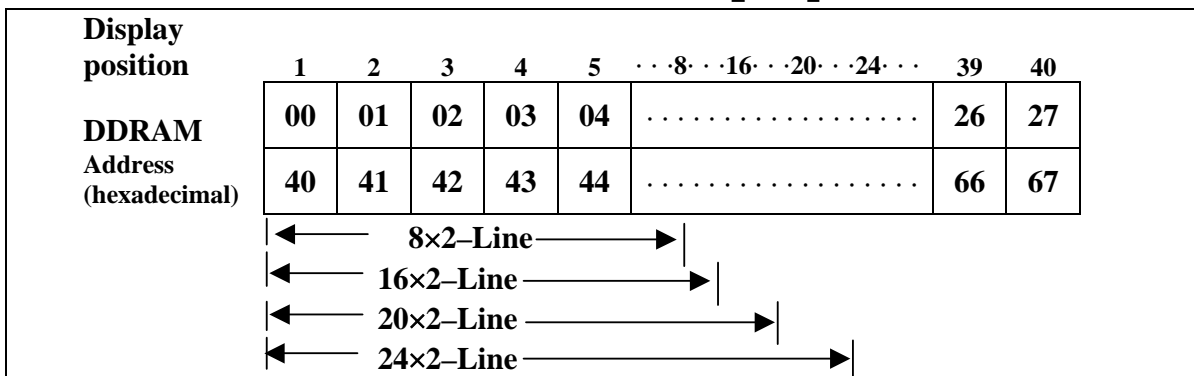 Display
position 1 2 3 4 5 · · ·8· · ·16· · ·20· · ·24· · · 39 40
DDRAM 00 01 02 03 04 · · · · · · · · · · · · · · · · · · · 26 27
Address
(hexadecimal) 40 41 42 43 44 · · · · · · · · · · · · · · · · · · · 66 67
8×2–Line
16×2–Line
20×2–Line
24×2–Line